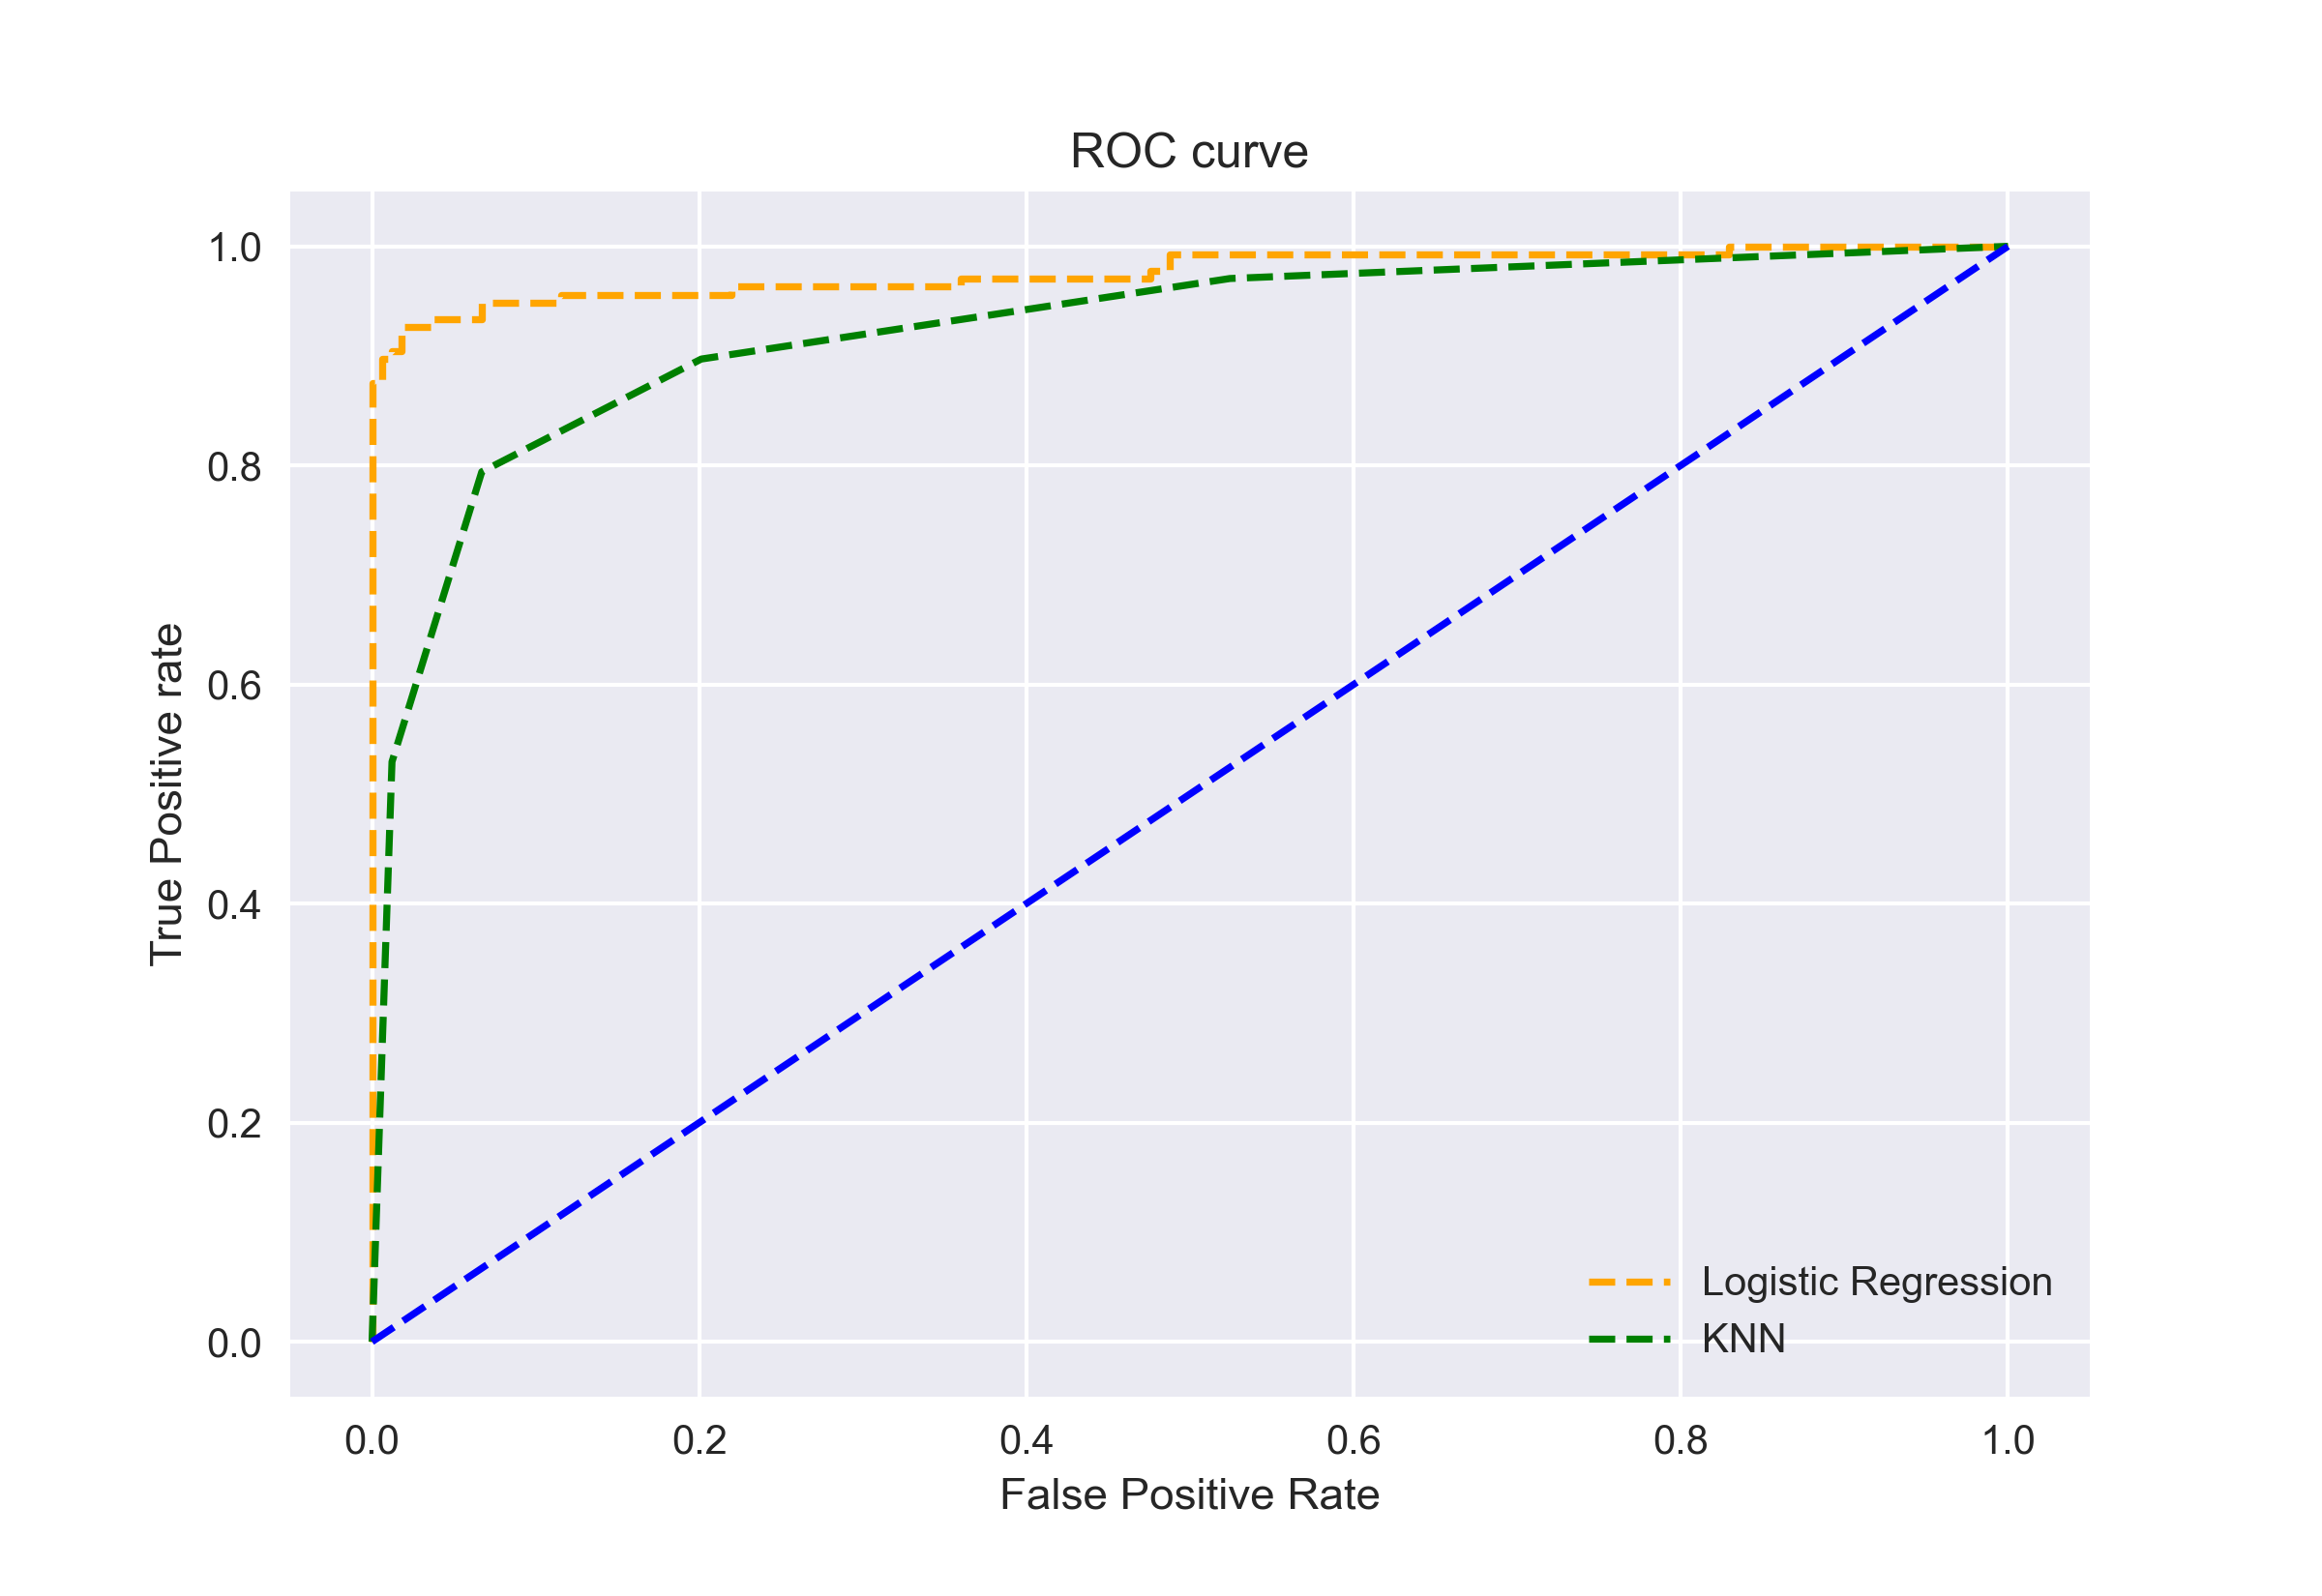 ROC curve
1.0
0.8
0.6
0.4
0.2
0.0
True Positive rate
Logistic Regression
KNN
0.0 0.2 0.4 0.6 0.8 1.0
False Positive Rate